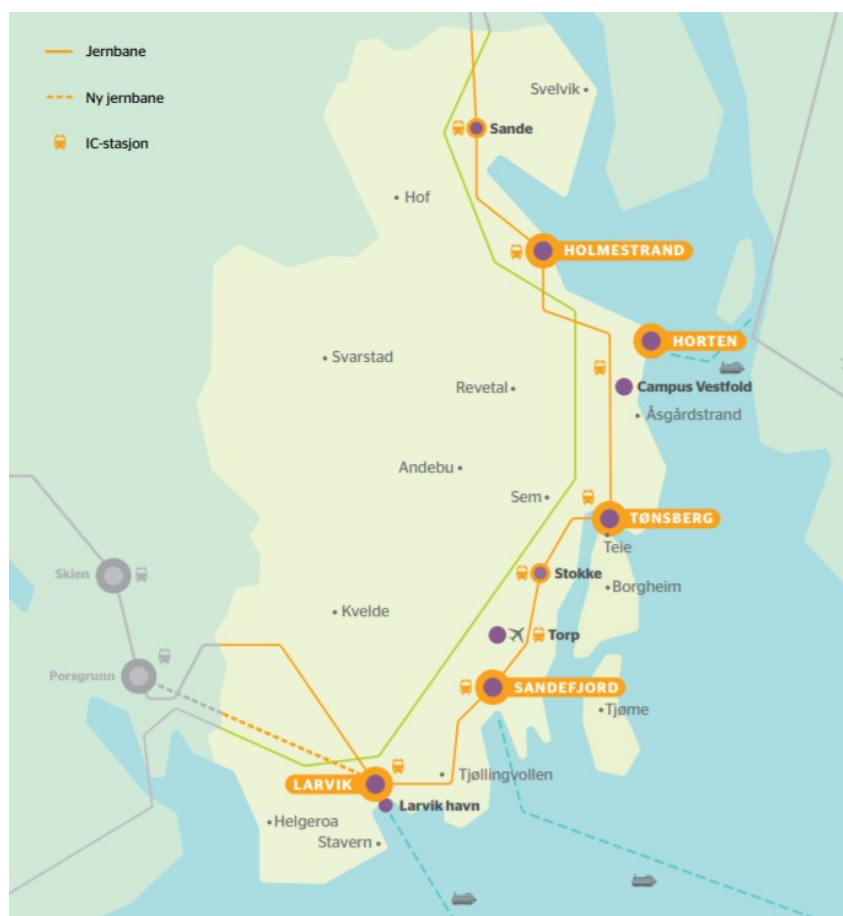 Jernbane
Ny jernbane
IC-stasjon
Svelvik
Sande
Hof
HOLMESTRAND
HORTEN
Svarstad
Revetal
Campus Vestfold
Åsgårdstrand
Andebu
Sem
TØNSBERG
Teie
Skien
Stokke
Borgheim
Kvelde
Torp
Porsgrunn
SANDEFJORD
Tjøme
Tjøllingvollen
LARVIK
Larvik havn
Helgeroa
Stavern